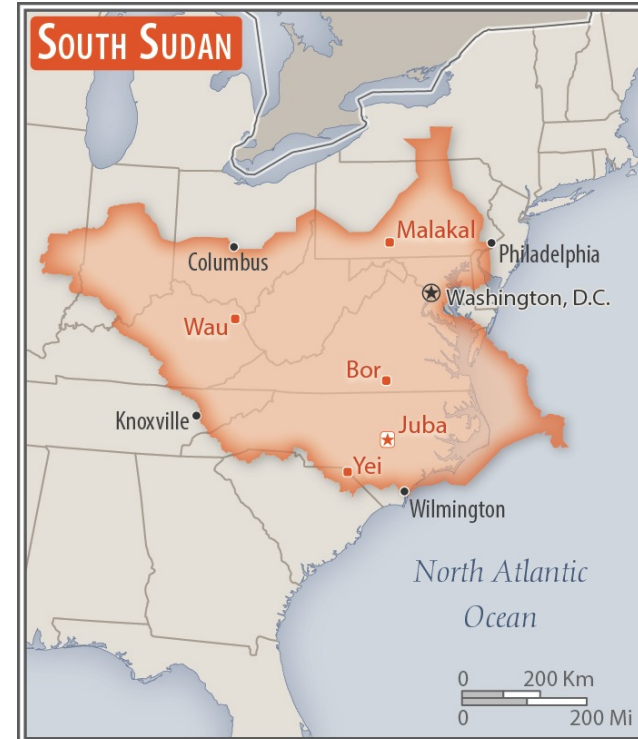 SOUTH SUDAN
Malakal
Columbus
Philadelphia
Washington, D.C.
Wau
Bor
Knoxville
Juba
Yei
Wilmington
North Atlantic
Ocean
0 200 Km
0 200 Mi